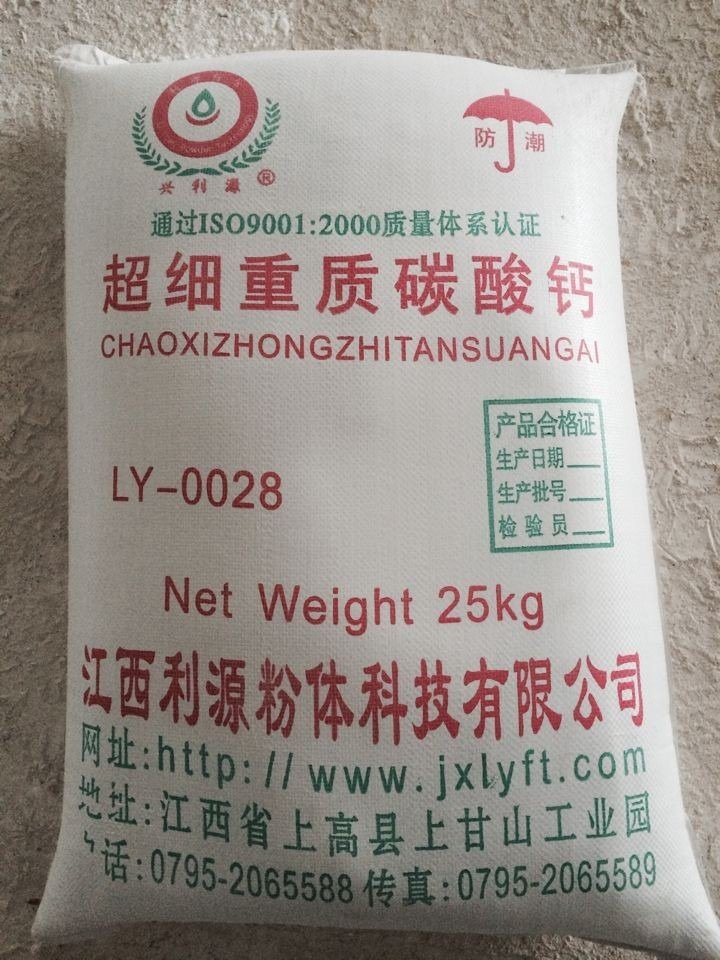 兴利源®
防潮
通过ISO9001:2000质量体系认证
超细重质碳酸钙
CHAOXIZHONGZHITANSUANGAI
产品合格证
生产日期
生产批号
检验员
LY-0028
Net Weight 25kg
江西利源粉体科技有限公司
网址:http://www.jxlyft.com
地址:江西省上高县上甘山工业园
话:0795-2065588 传真:0795-2065589